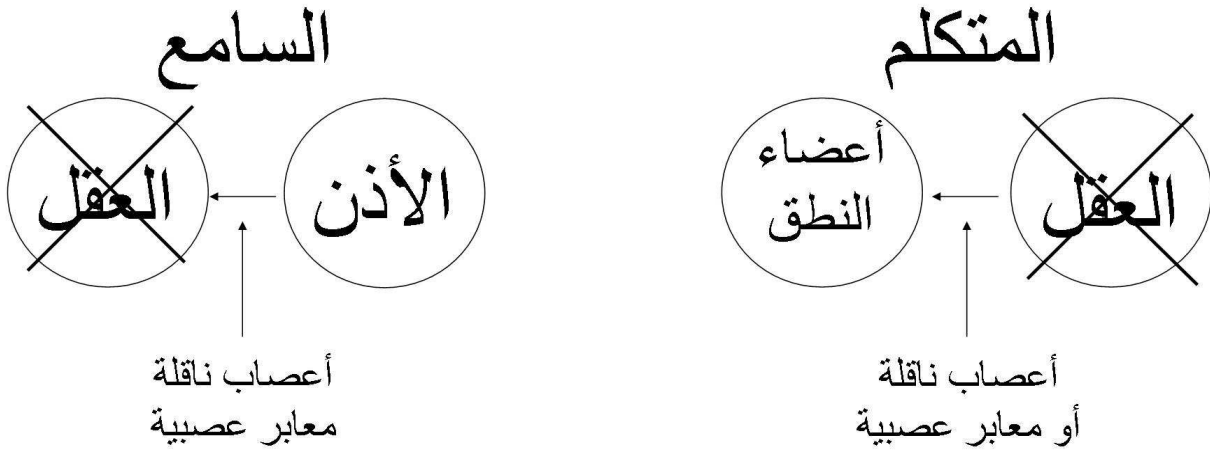 المتكلم
العقل
أعضاء
النطق
أعصاب ناقلة
أو معابر عصبية
السامع
الأذن
العقل
أعصاب ناقلة
معابر عصبية